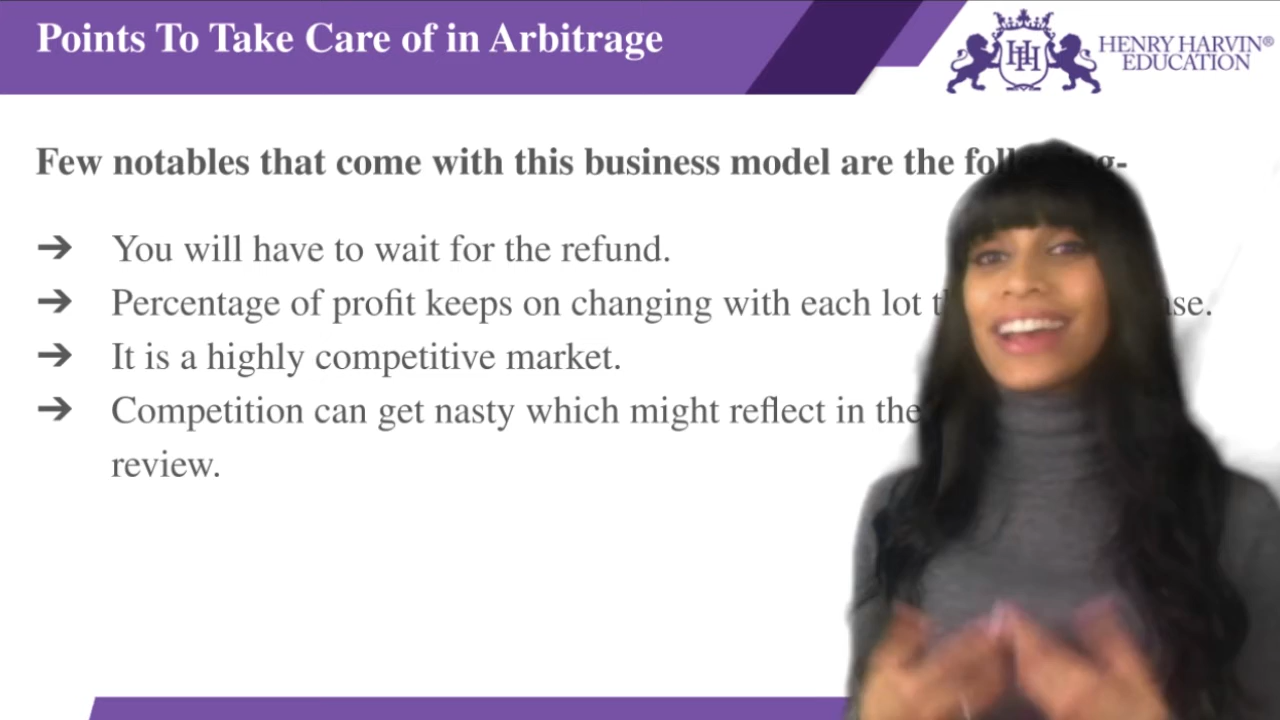 Points To Take Care of in Arbitrage
HENRY HARVIN®
EDUCATION
Few notables that come with this business model are the
➔ You will have to wait for the refund.
➔ Percentage of profit keeps on changing with each lot
➔ It is a highly competitive market.
➔ Competition can get nasty which might reflect in the
review.